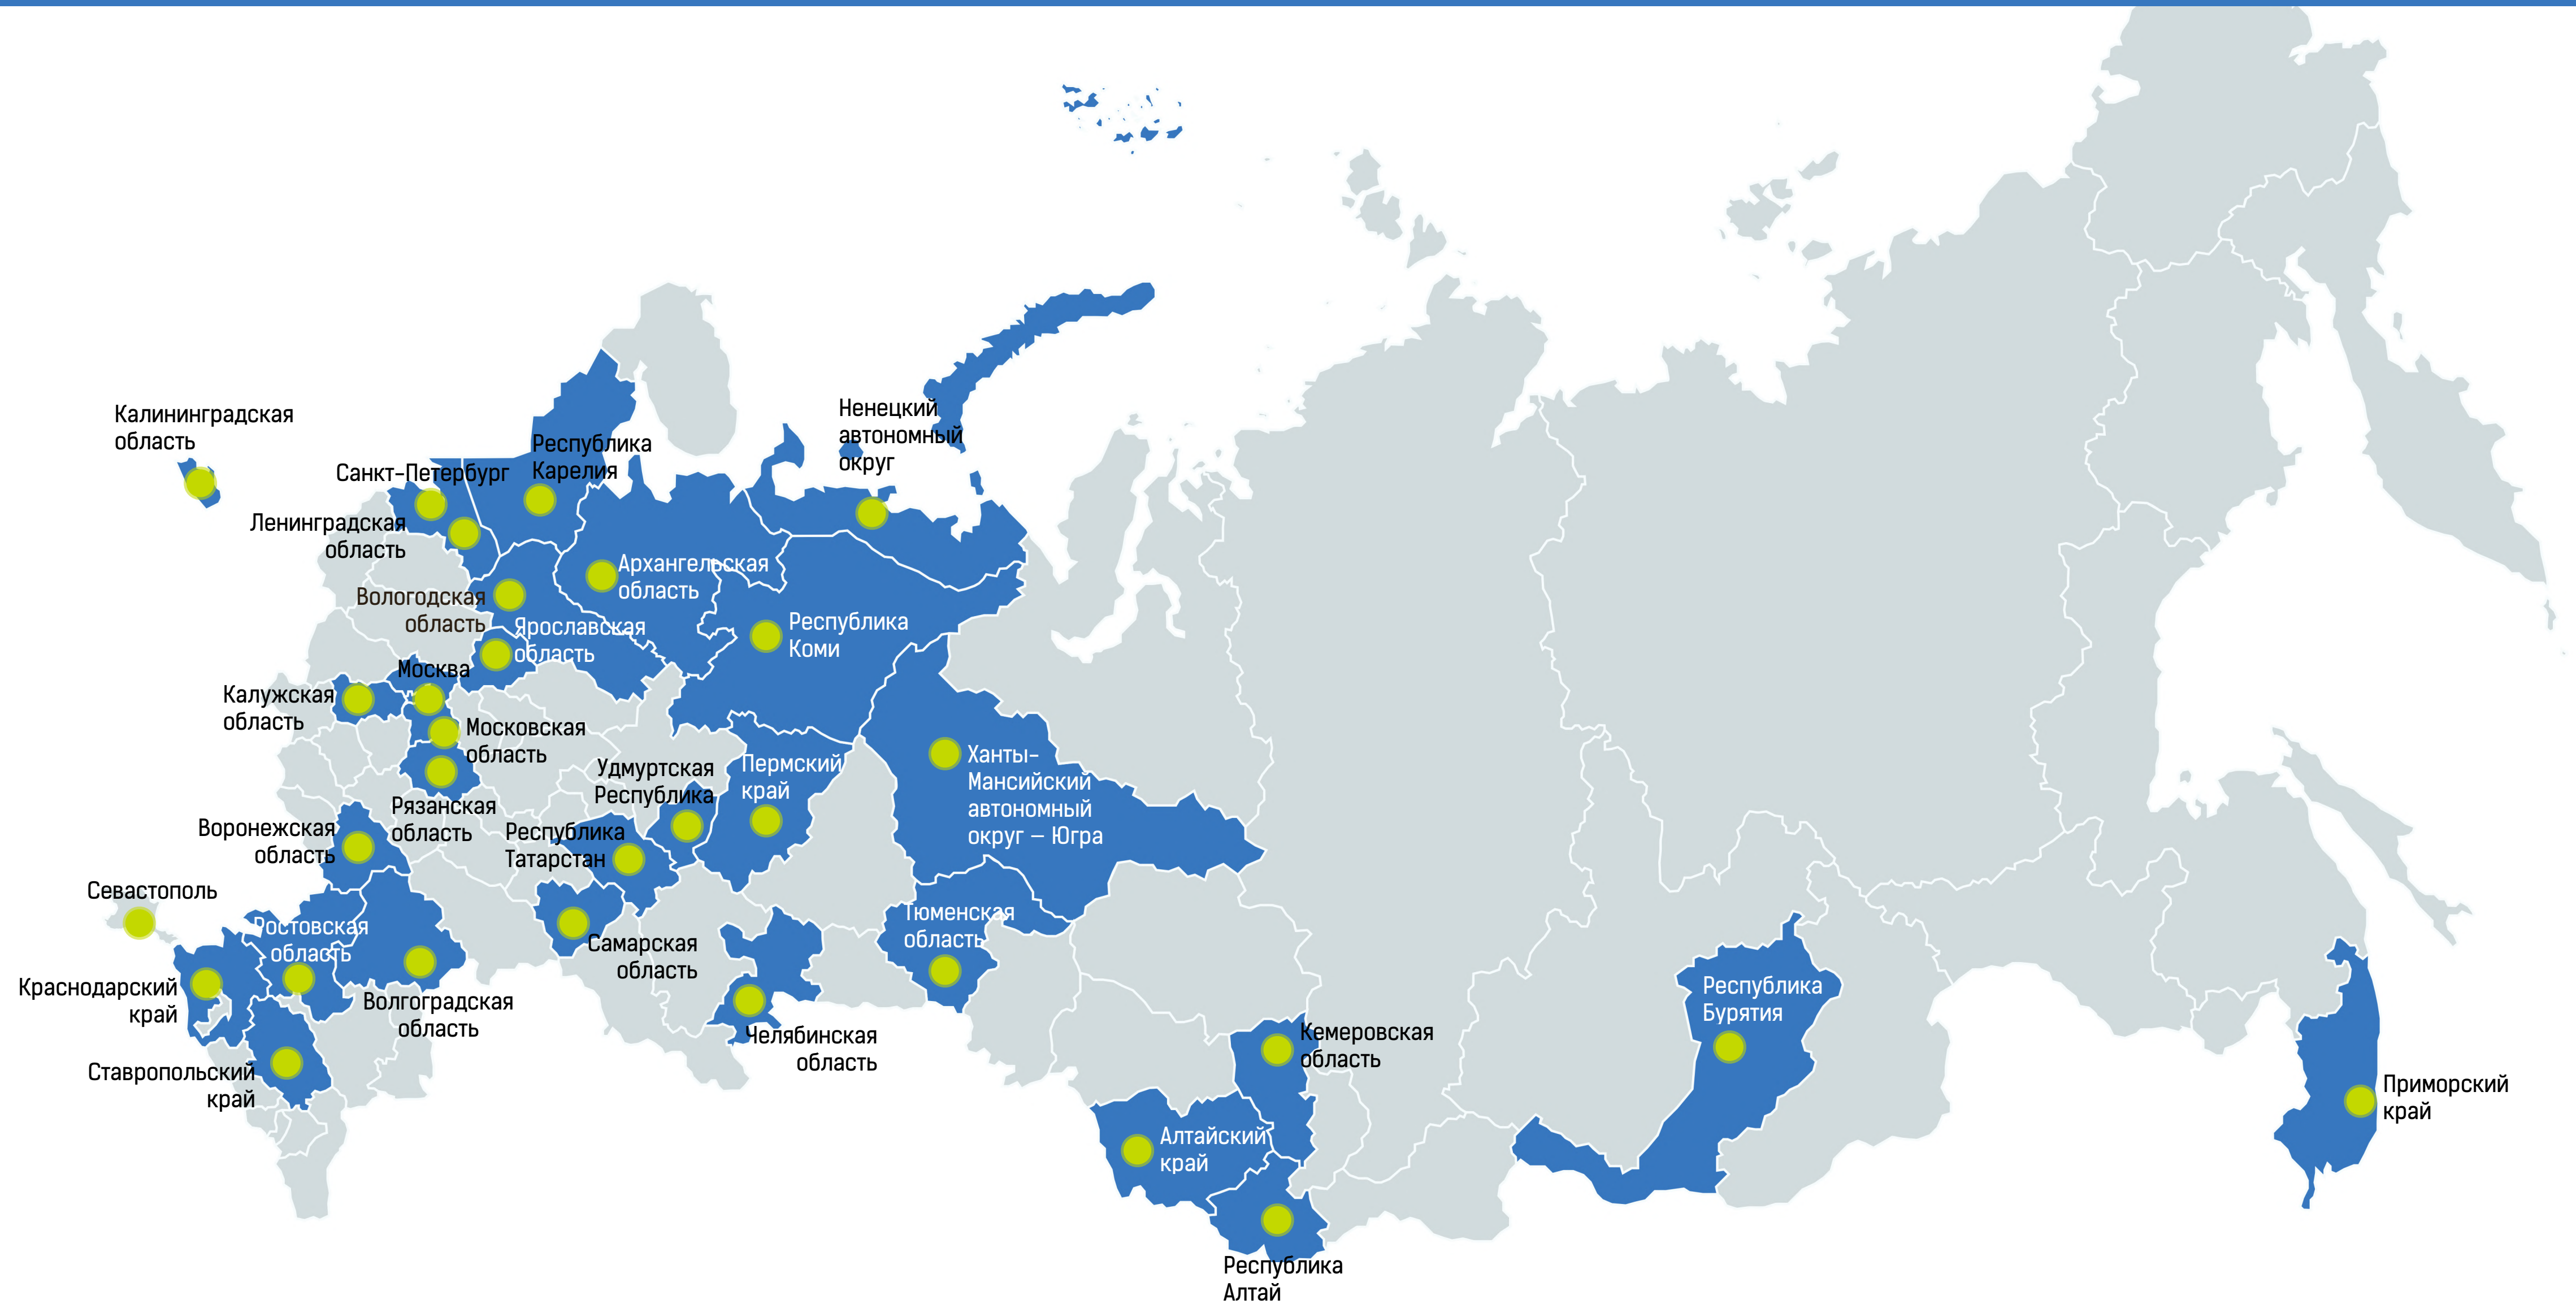 Калининградская
область
Санкт-Петербург
Республика
Карелия
Ненецкий
автономный
округ
Ленинградская
область
Архангельская
область
Вологодская
область
Ярославская
область
Республика
Коми
Москва
Калужская
область
Московская
область
Ханты-
Мансийский
автономный
округ – Югра
Удмуртская
Республика
Пермский
край
Рязанская
область
Воронежская
область
Республика
Татарстан
Севастополь
Ростовская
область
Тюменская
область
Самарская
область
Краснодарский
край
Волгоградская
область
Республика
Бурятия
Челябинская
область
Кемеровская
область
Ставропольский
край
Приморский
край
Алтайский
край
Республика
Алтай